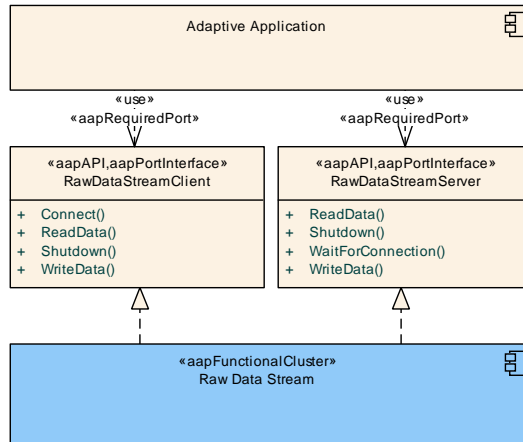 Adaptive Application
«use»
«aapRequiredPort»
«use»
«aapRequiredPort»
«aapAPI,aapPortInterface»
RawDataStreamClient
+ Connect()
+ ReadData()
+ Shutdown()
+ WriteData()
«aapAPI,aapPortInterface»
RawDataStreamServer
+ ReadData()
+ Shutdown()
+ WaitForConnection()
+ WriteData()
«aapFunctionalCluster»
Raw Data Stream